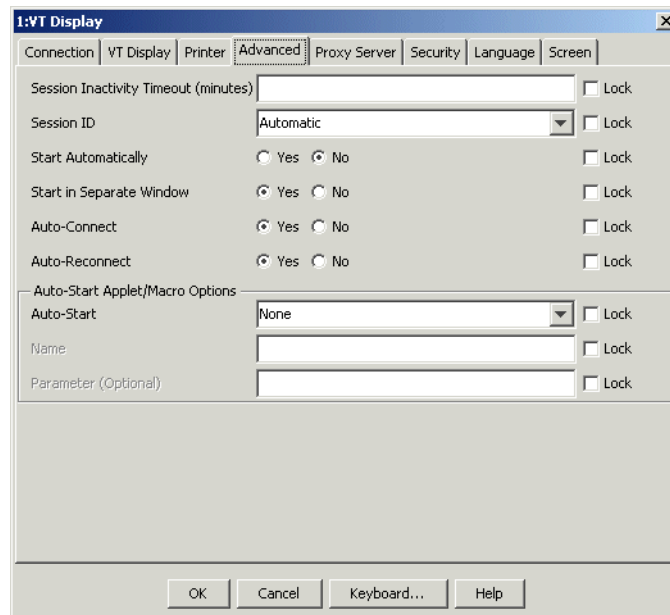 1:VT Display
Connection VT Display Printer Advanced Proxy Server Security Language Screen
Session Inactivity Timeout (minutes) Lock
Session ID Automatic Lock
Start Automatically Yes No Lock
Start in Separate Window Yes No Lock
Auto-Connect Yes No Lock
Auto-Reconnect Yes No Lock
Auto-Start Applet/Macro Options
Auto-Start None Lock
Name Lock
Parameter (Optional) Lock
OK Cancel Keyboard... Help